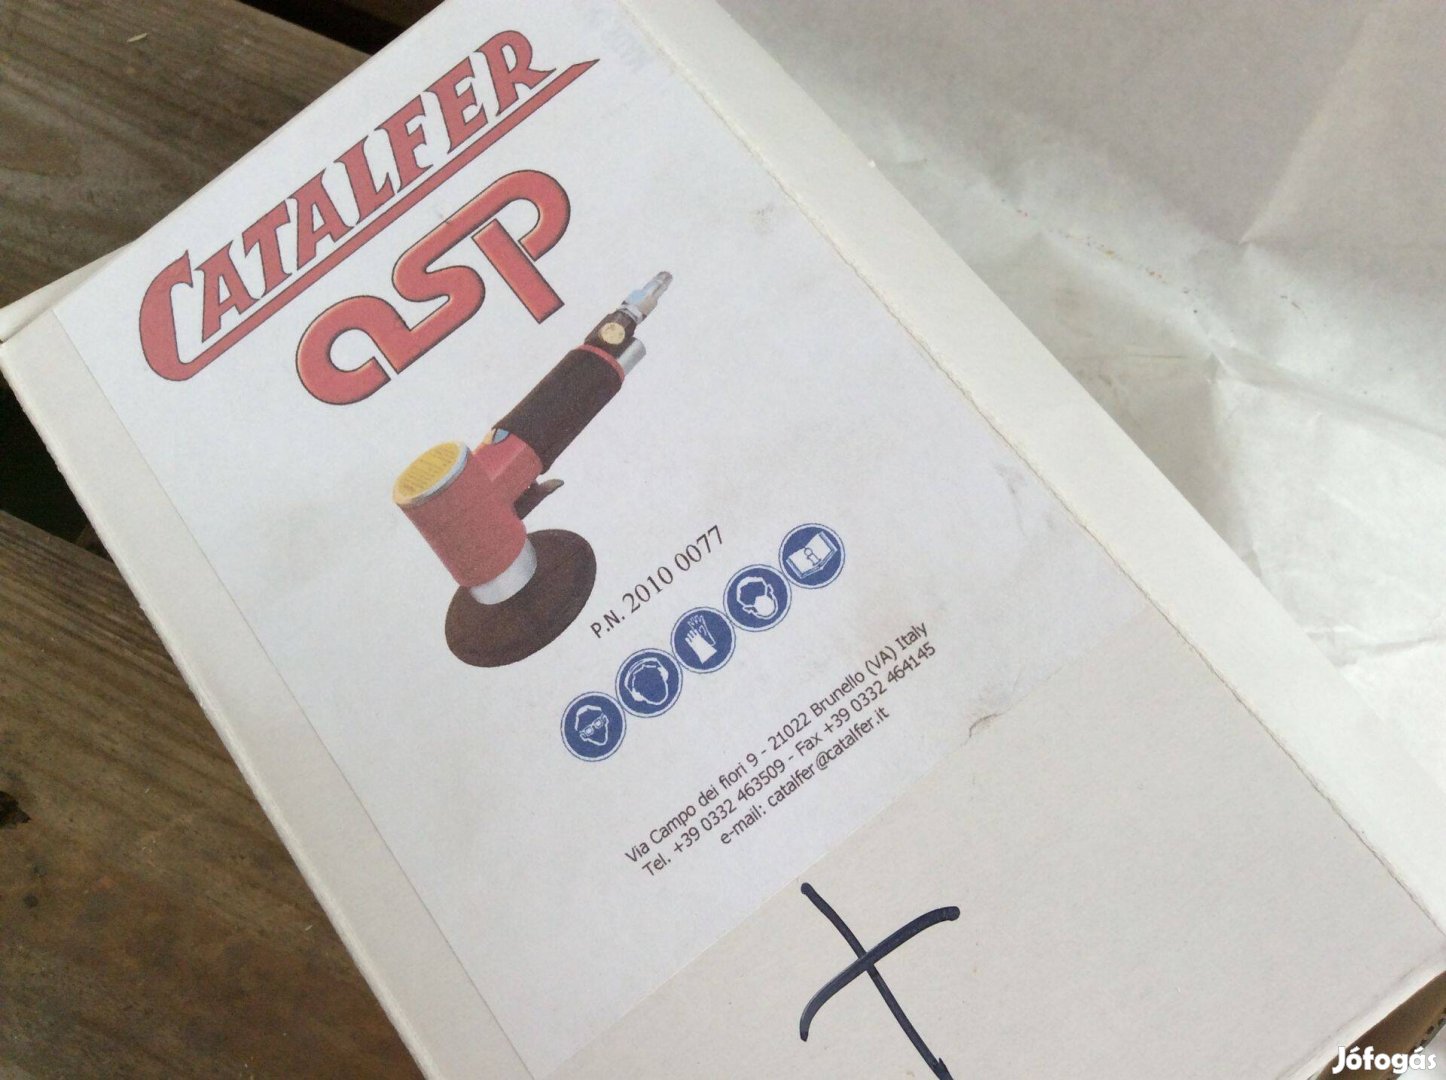 CATALFER
asp
P.N. 2010 0077
Via Campo dei fiori 9 - 21022 Brunello (VA) Italy
Tel. +39 0332 463509 - Fax +39 0332 464145
e-mail: catalfer@catalfer.it
Jófogás